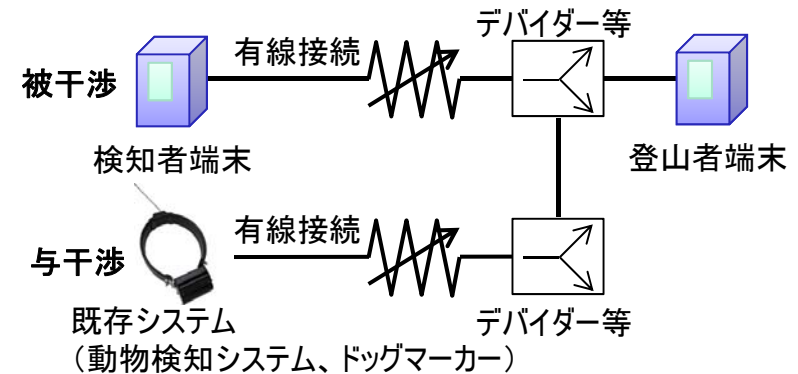 デバイダー等
有線接続
被干渉
検知者端末
登山者端末
有線接続
与干渉
既存システム
デバイダー等
（動物検知システム、ドッグマーカー）